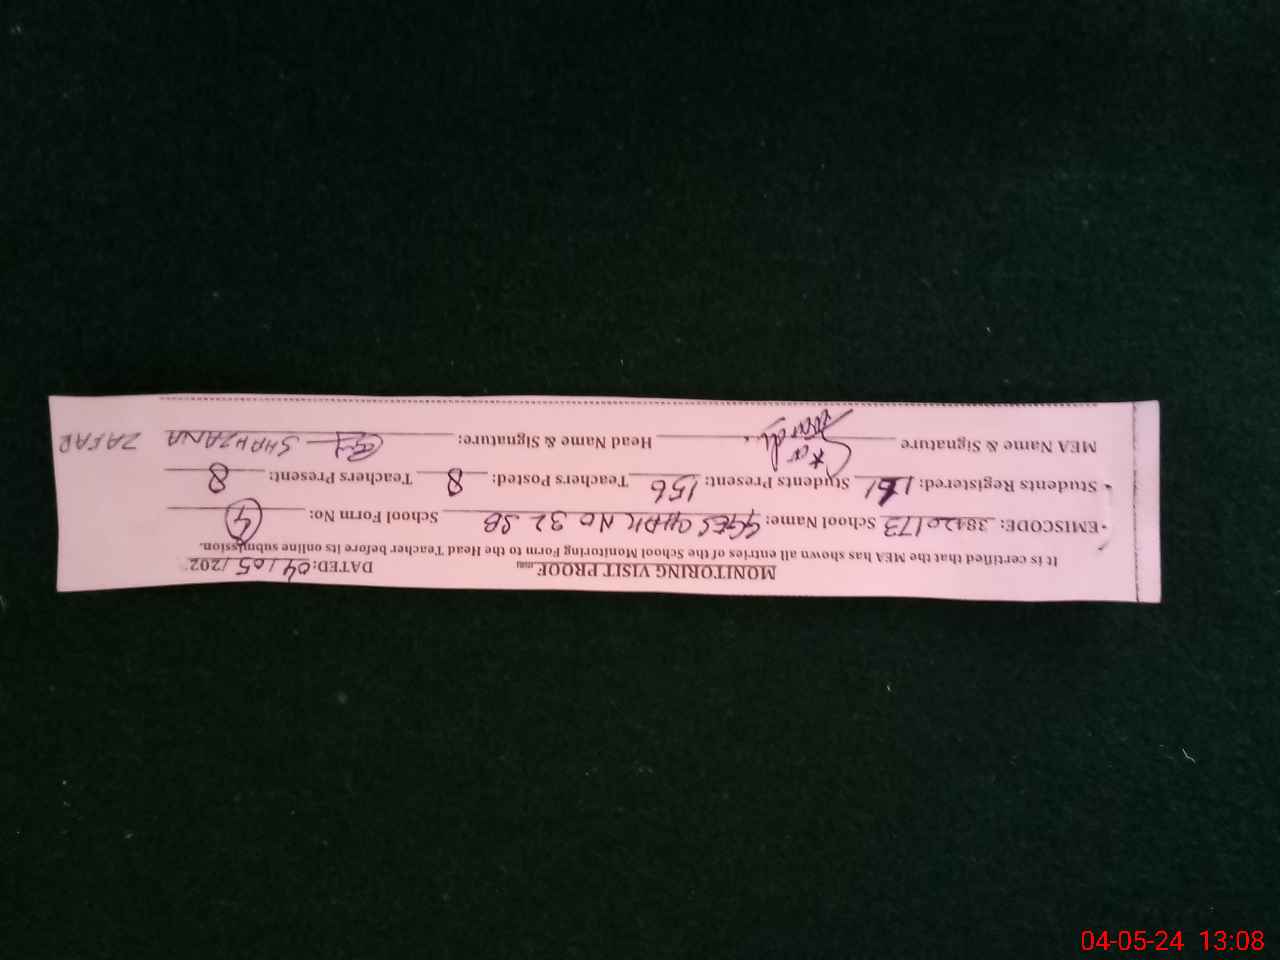 MONITORING VISIT PROOF DATED: 04/05/202
It is certified that the MEA has shown all entries of the School Monitoring Form to the Head Teacher before its online submission.
EMISCODE: 38420173 School Name: GGES CHAK NO 32 SB School Form No: 4
Students Registered: 161 Students Present: 156 Teachers Posted: 8 Teachers Present: 8
MEA Name & Signature Head Name & Signature: SHAHZANA ZAFAR
04-05-24 13:08